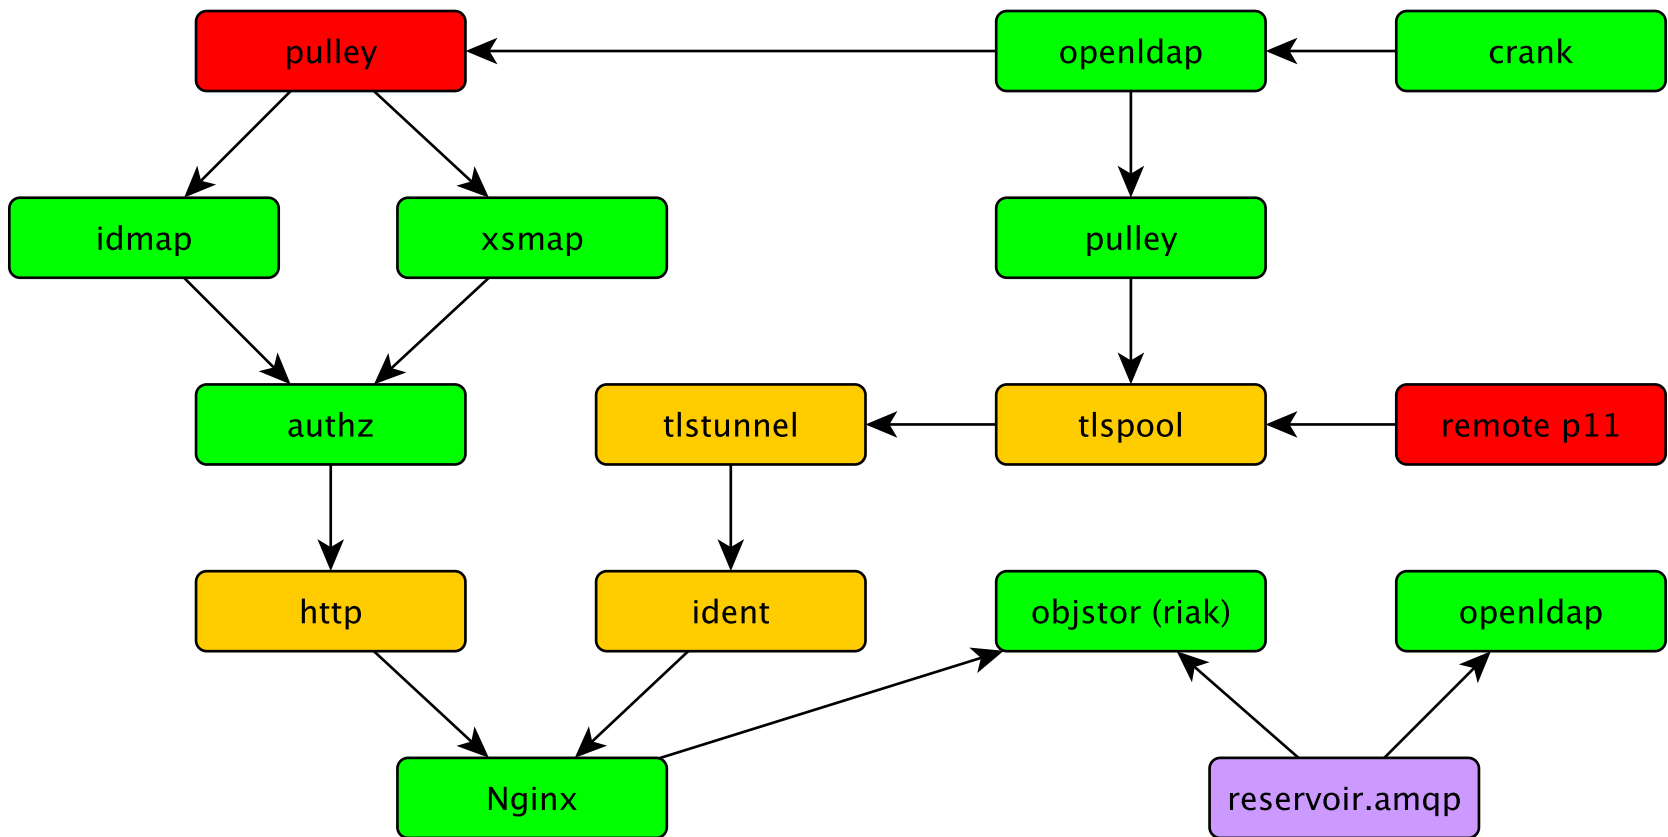 pulley
openldap
crank
idmap
xsmap
pulley
authz
tlstunnel
tlspool
remote p11
http
ident
objstor (riak)
openldap
Nginx
reservoir.amqp